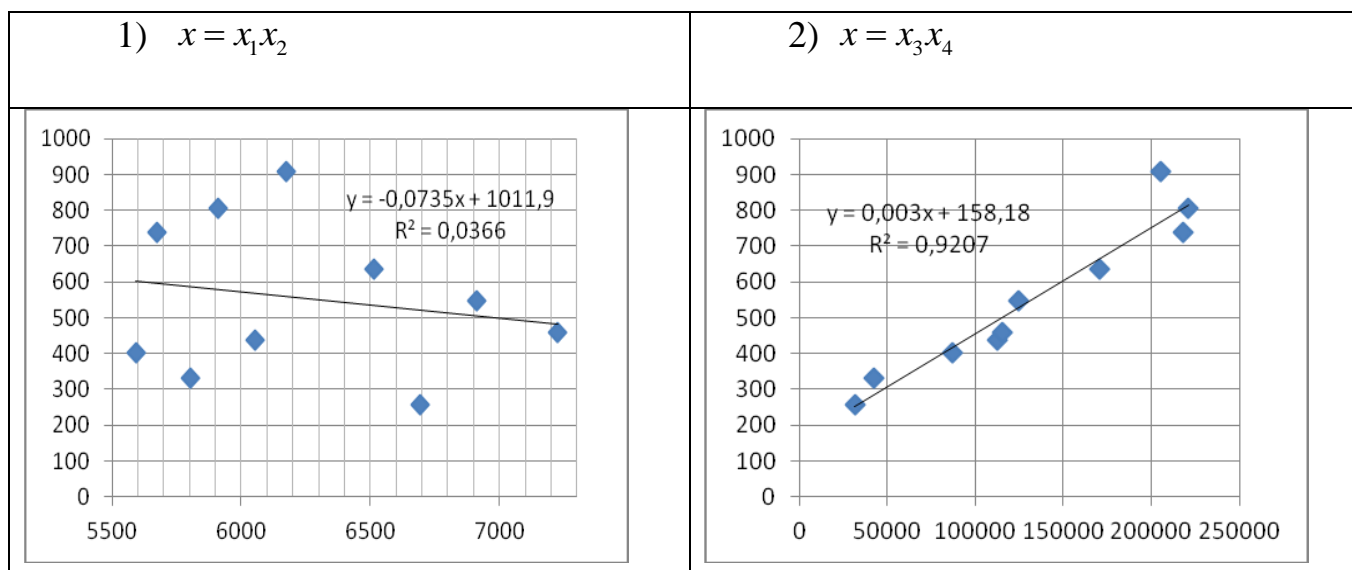 1) x = x₁x₂
2) x = x₃x₄
1000
900
800
700
600
500
400
300
200
100
0
5500 6000 6500 7000
y = -0,0735x + 1011,9
R² = 0,0366
1000
900
800
700
600
500
400
300
200
100
0
0 50000 100000 150000 200000 250000
y = 0,003x + 158,18
R² = 0,9207